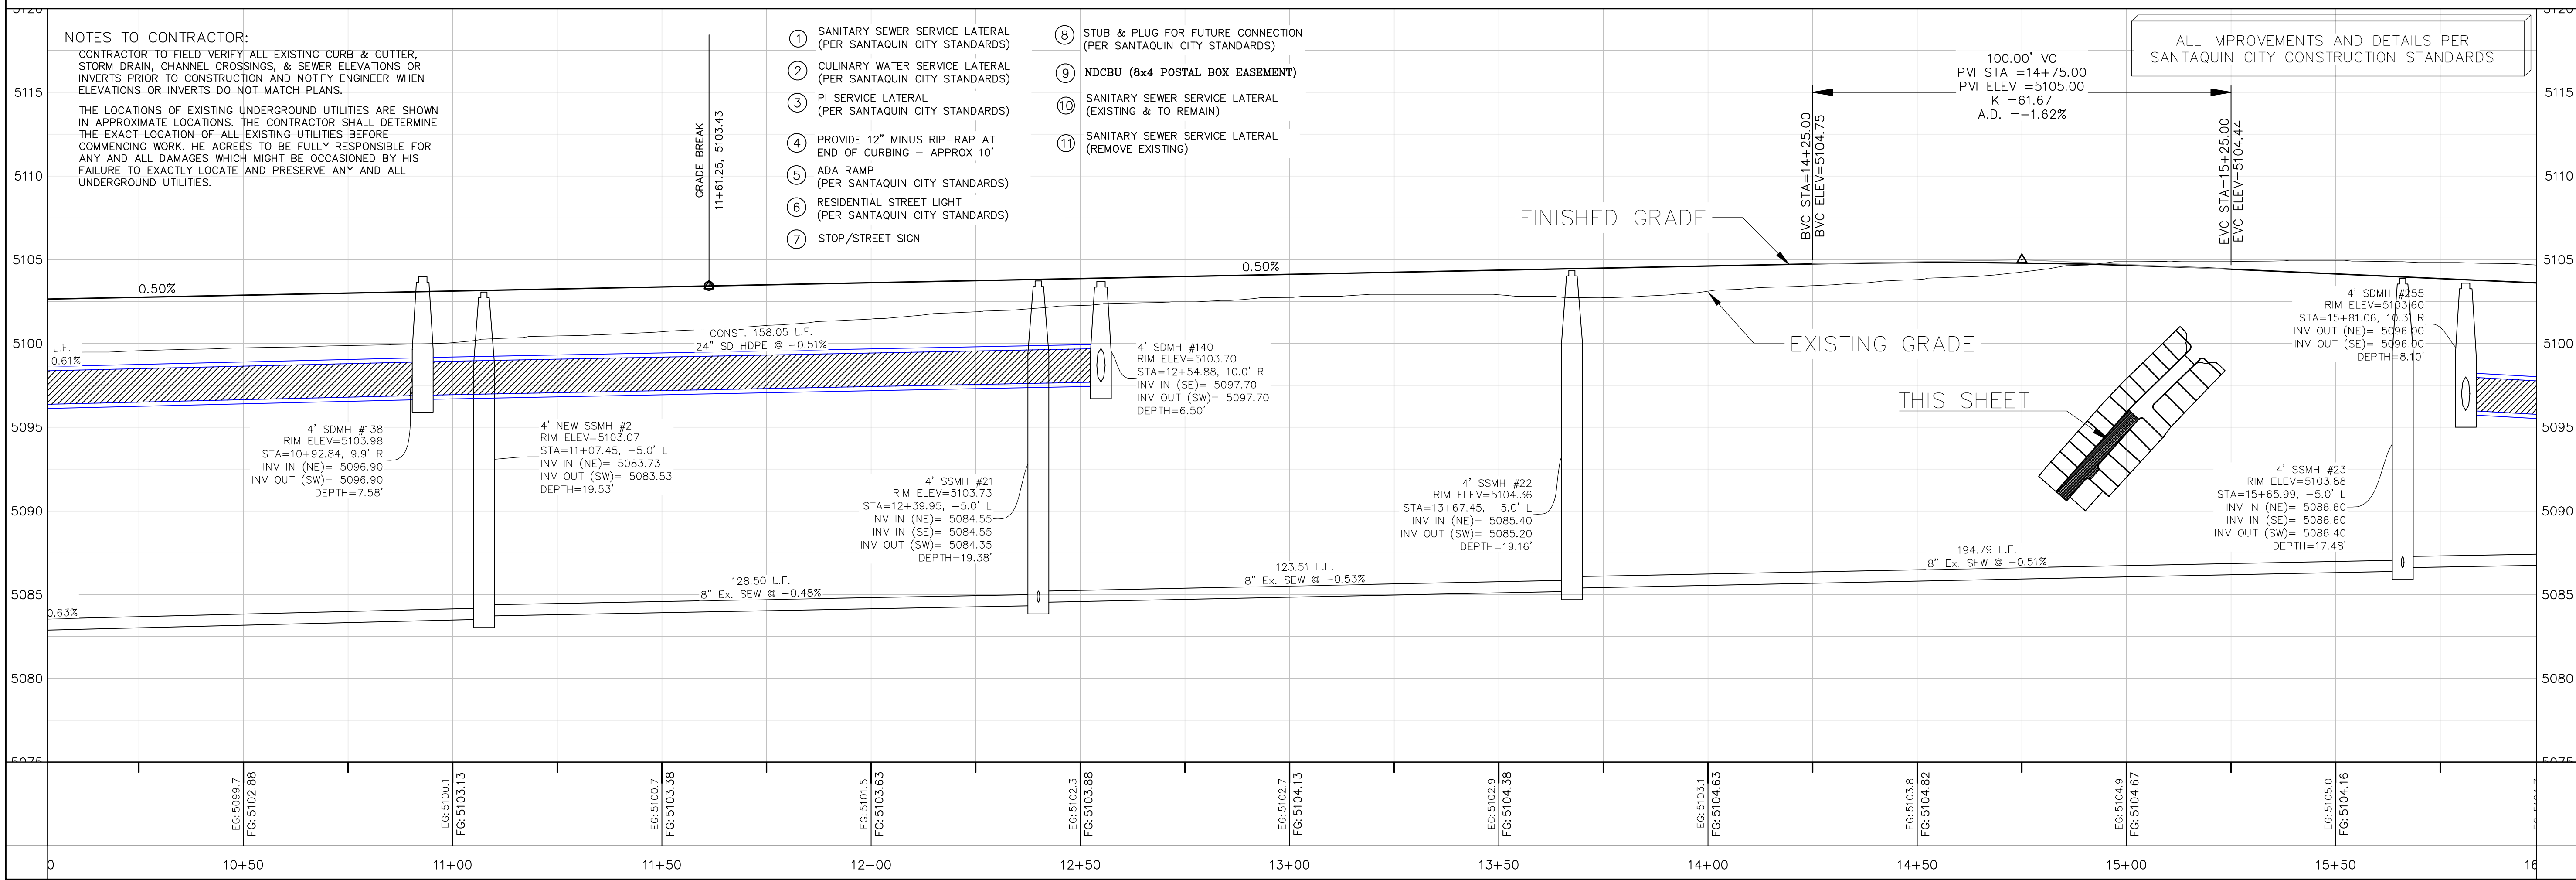 NOTES TO CONTRACTOR:
CONTRACTOR TO FIELD VERIFY ALL EXISTING CURB & GUTTER,
STORM DRAIN, CHANNEL CROSSINGS, & SEWER ELEVATIONS OR
INVERTS PRIOR TO CONSTRUCTION AND NOTIFY ENGINEER WHEN
ELEVATIONS OR INVERTS DO NOT MATCH PLANS.
THE LOCATIONS OF EXISTING UNDERGROUND UTILITIES ARE SHOWN
IN APPROXIMATE LOCATIONS. THE CONTRACTOR SHALL DETERMINE
THE EXACT LOCATION OF ALL EXISTING UTILITIES BEFORE
COMMENCING WORK. HE AGREES TO BE FULLY RESPONSIBLE FOR
ANY AND ALL DAMAGES WHICH MIGHT BE OCCASIONED BY HIS
FAILURE TO EXACTLY LOCATE AND PRESERVE ANY AND ALL
UNDERGROUND UTILITIES.
GRADE BREAK
11+61.25, 5103.43
1 SANITARY SEWER SERVICE LATERAL
(PER SANTAQUIN CITY STANDARDS)
2 CULINARY WATER SERVICE LATERAL
(PER SANTAQUIN CITY STANDARDS)
3 PI SERVICE LATERAL
(PER SANTAQUIN CITY STANDARDS)
4 PROVIDE 12" MINUS RIP-RAP AT
END OF CURBING - APPROX 10'
5 ADA RAMP
(PER SANTAQUIN CITY STANDARDS)
6 RESIDENTIAL STREET LIGHT
(PER SANTAQUIN CITY STANDARDS)
7 STOP/STREET SIGN
8 STUB & PLUG FOR FUTURE CONNECTION
(PER SANTAQUIN CITY STANDARDS)
9 NDCBU (8x4 POSTAL BOX EASEMENT)
10 SANITARY SEWER SERVICE LATERAL
(EXISTING & TO REMAIN)
11 SANITARY SEWER SERVICE LATERAL
(REMOVE EXISTING)
100.00' VC
PVI STA =14+75.00
PVI ELEV =5105.00
K =61.67
A.D. =-1.62%
BVC STA=14+25.00
BVC ELEV=5104.75
EVC STA=15+25.00
EVC ELEV=5104.44
ALL IMPROVEMENTS AND DETAILS PER
SANTAQUIN CITY CONSTRUCTION STANDARDS
5120
5115
5110
5105
5100
5095
5090
5085
5080
5075
5120
5115
5110
5105
5100
5095
5090
5085
5080
5075
FINISHED GRADE
EXISTING GRADE
THIS SHEET
0.50%
0.50%
L.F.
0.61%
CONST. 158.05 L.F.
24" SD HDPE @ -0.51%
4' SDMH #138
RIM ELEV=5103.98
STA=10+92.84, 9.9' R
INV IN (NE)= 5096.90
INV OUT (SW)= 5096.90
DEPTH=7.58'
4' NEW SSMH #2
RIM ELEV=5103.07
STA=11+07.45, -5.0' L
INV IN (NE)= 5083.73
INV OUT (SW)= 5083.53
DEPTH=19.53'
4' SSMH #21
RIM ELEV=5103.73
STA=12+39.95, -5.0' L
INV IN (NE)= 5084.55
INV IN (SE)= 5084.55
INV OUT (SW)= 5084.35
DEPTH=19.38'
4' SDMH #140
RIM ELEV=5103.70
STA=12+54.88, 10.0' R
INV IN (SE)= 5097.70
INV OUT (SW)= 5097.70
DEPTH=6.50'
4' SSMH #22
RIM ELEV=5104.36
STA=13+67.45, -5.0' L
INV IN (NE)= 5085.40
INV OUT (SW)= 5085.20
DEPTH=19.16'
4' SDMH #255
RIM ELEV=5103.60
STA=15+81.06, 10.3' R
INV OUT (NE)= 5096.00
INV OUT (SE)= 5096.00
DEPTH=8.10'
4' SSMH #23
RIM ELEV=5103.88
STA=15+65.99, -5.0' L
INV IN (NE)= 5086.60
INV IN (SE)= 5086.60
INV OUT (SW)= 5086.40
DEPTH=17.48'
0.63%
128.50 L.F.
8" Ex. SEW @ -0.48%
123.51 L.F.
8" Ex. SEW @ -0.53%
194.79 L.F.
8" Ex. SEW @ -0.51%
EG: 5099.7
FG: 5102.88
EG: 5100.1
FG: 5103.13
EG: 5100.7
FG: 5103.38
EG: 5101.5
FG: 5103.63
EG: 5102.3
FG: 5103.88
EG: 5102.7
FG: 5104.13
EG: 5102.9
FG: 5104.38
EG: 5103.1
FG: 5104.63
EG: 5103.8
FG: 5104.82
EG: 5104.9
FG: 5104.67
EG: 5105.0
FG: 5104.16
0
10+50
11+00
11+50
12+00
12+50
13+00
13+50
14+00
14+50
15+00
15+50
16